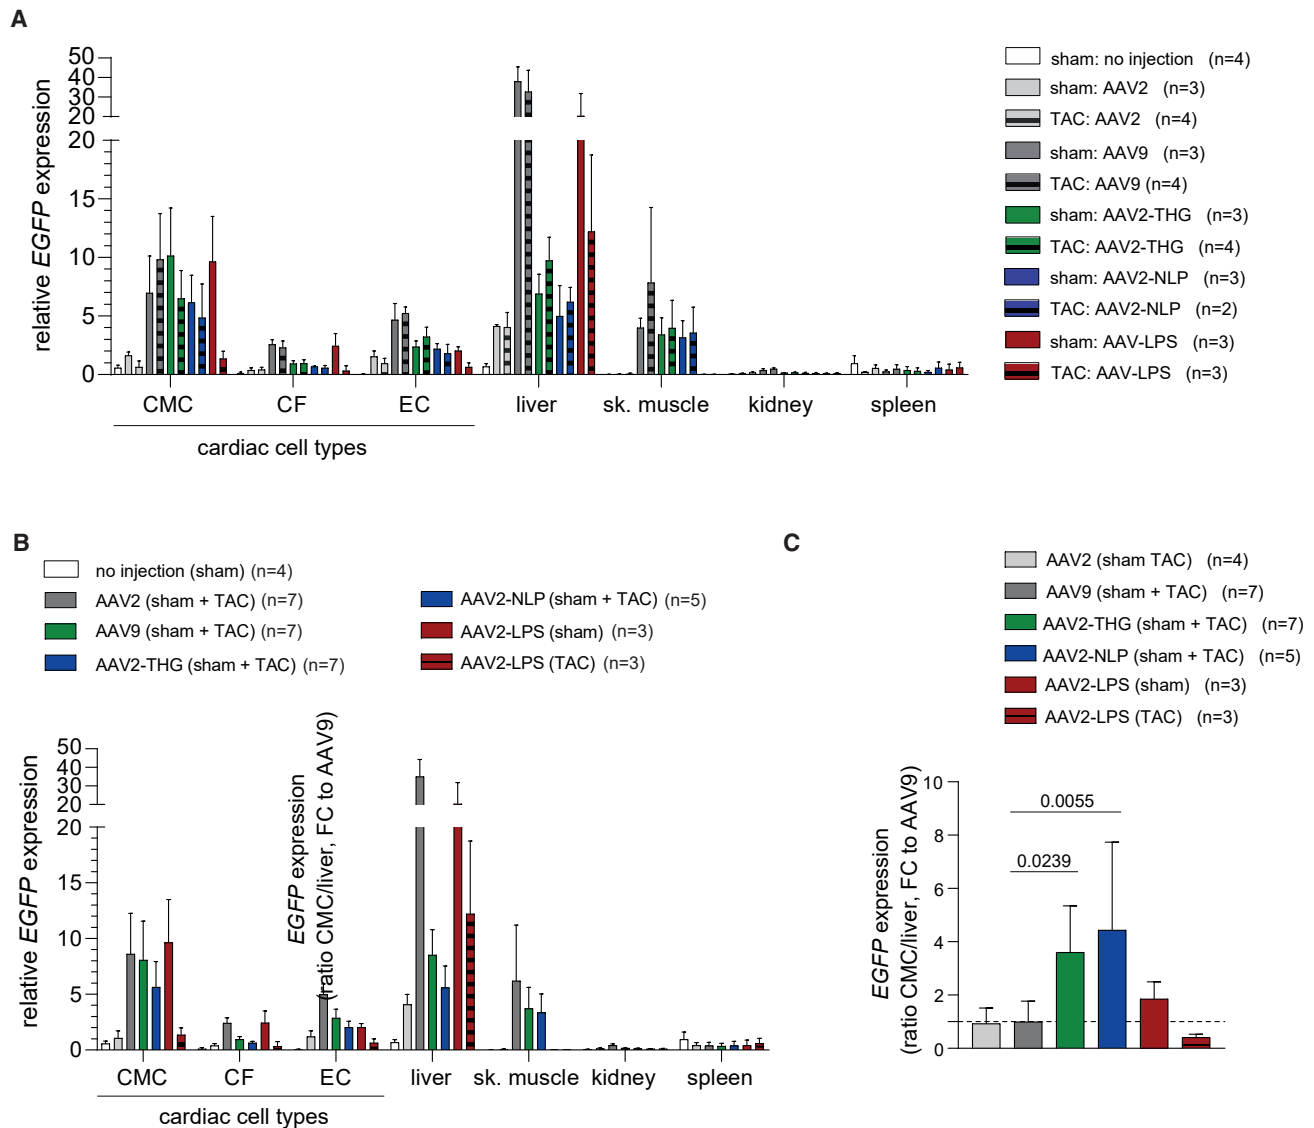 A
relative EGFP expression
50
40
30
20
20
15
10
5
0
CMC
CF
EC
liver
sk. muscle
kidney
spleen
cardiac cell types
sham: no injection (n=4)
sham: AAV2 (n=3)
TAC: AAV2 (n=4)
sham: AAV9 (n=3)
TAC: AAV9 (n=4)
sham: AAV2-THG (n=3)
TAC: AAV2-THG (n=4)
sham: AAV2-NLP (n=3)
TAC: AAV2-NLP (n=2)
sham: AAV-LPS (n=3)
TAC: AAV-LPS (n=3)
B
no injection (sham) (n=4)
AAV2 (sham + TAC) (n=7)
AAV9 (sham + TAC) (n=7)
AAV2-THG (sham + TAC) (n=7)
AAV2-NLP (sham + TAC) (n=5)
AAV2-LPS (sham) (n=3)
AAV2-LPS (TAC) (n=3)
relative EGFP expression
50
40
30
20
20
15
10
5
0
EGFP expression
(ratio CMC/liver, FC to AAV9)
CMC
CF
EC
liver
sk. muscle
kidney
spleen
cardiac cell types
C
AAV2 (sham TAC) (n=4)
AAV9 (sham + TAC) (n=7)
AAV2-THG (sham + TAC) (n=7)
AAV2-NLP (sham + TAC) (n=5)
AAV2-LPS (sham) (n=3)
AAV2-LPS (TAC) (n=3)
EGFP expression
(ratio CMC/liver, FC to AAV9)
10
8
6
4
2
0
0.0055
0.0239